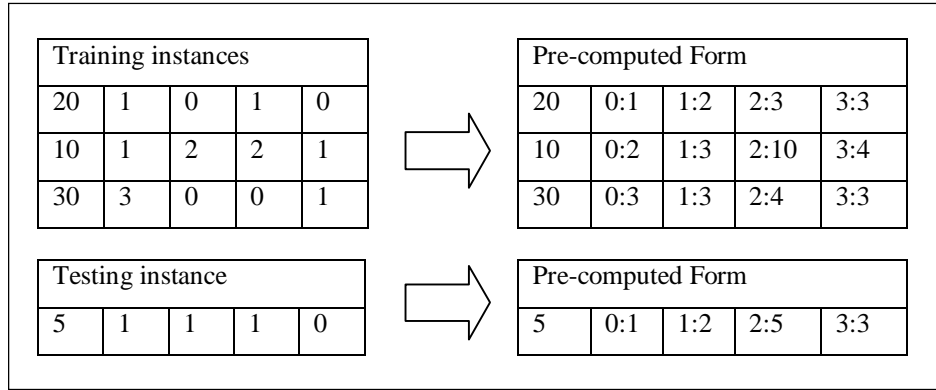 Training instances
20 1 0 1 0
10 1 2 2 1
30 3 0 0 1
Pre-computed Form
20 0:1 1:2 2:3 3:3
10 0:2 1:3 2:10 3:4
30 0:3 1:3 2:4 3:3
Testing instance
5 1 1 1 0
Pre-computed Form
5 0:1 1:2 2:5 3:3